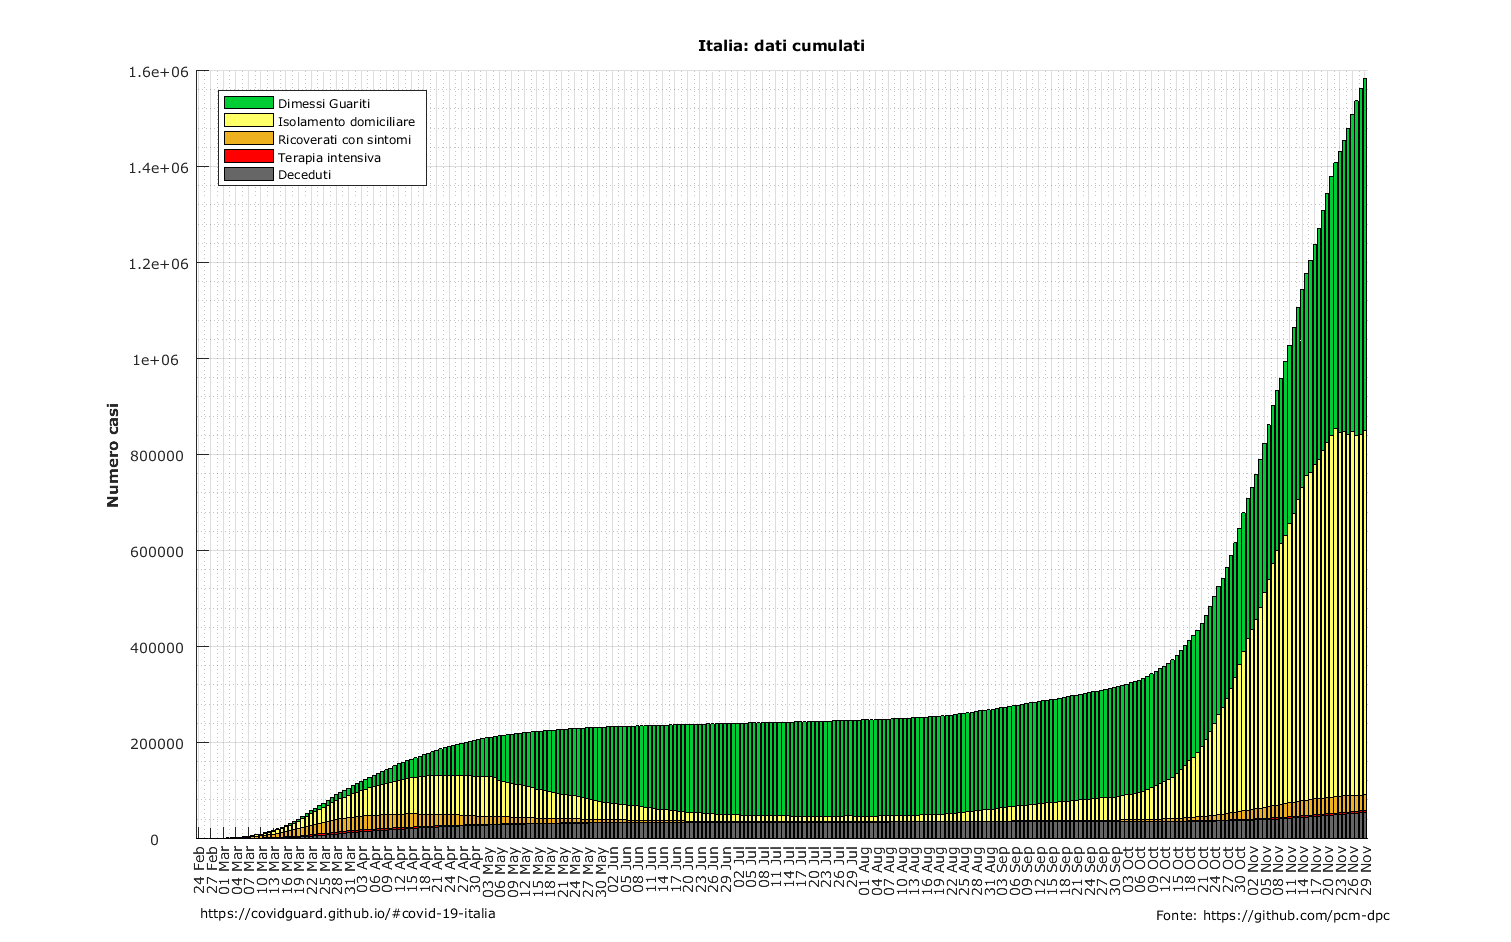 Italia: dati cumulati
Dimessi Guariti
Isolamento domiciliare
Ricoverati con sintomi
Terapia intensiva
Deceduti
Numero casi
1.6e+06
1.4e+06
1.2e+06
1e+06
800000
600000
400000
200000
0
24 Feb
27 Feb
01 Mar
04 Mar
07 Mar
10 Mar
13 Mar
16 Mar
19 Mar
22 Mar
25 Mar
28 Mar
31 Mar
03 Apr
06 Apr
09 Apr
12 Apr
15 Apr
18 Apr
21 Apr
24 Apr
27 Apr
30 Apr
03 May
06 May
09 May
12 May
15 May
18 May
21 May
24 May
27 May
30 May
02 Jun
05 Jun
08 Jun
11 Jun
14 Jun
17 Jun
20 Jun
23 Jun
26 Jun
29 Jun
02 Jul
05 Jul
08 Jul
11 Jul
14 Jul
17 Jul
20 Jul
23 Jul
26 Jul
29 Jul
01 Aug
04 Aug
07 Aug
10 Aug
13 Aug
16 Aug
19 Aug
22 Aug
25 Aug
28 Aug
31 Aug
03 Sep
06 Sep
09 Sep
12 Sep
15 Sep
18 Sep
21 Sep
24 Sep
27 Sep
30 Sep
03 Oct
06 Oct
09 Oct
12 Oct
15 Oct
18 Oct
21 Oct
24 Oct
27 Oct
30 Oct
02 Nov
05 Nov
08 Nov
11 Nov
14 Nov
17 Nov
20 Nov
23 Nov
26 Nov
29 Nov
https://covidguard.github.io/#covid-19-italia
Fonte: https://github.com/pcm-dpc